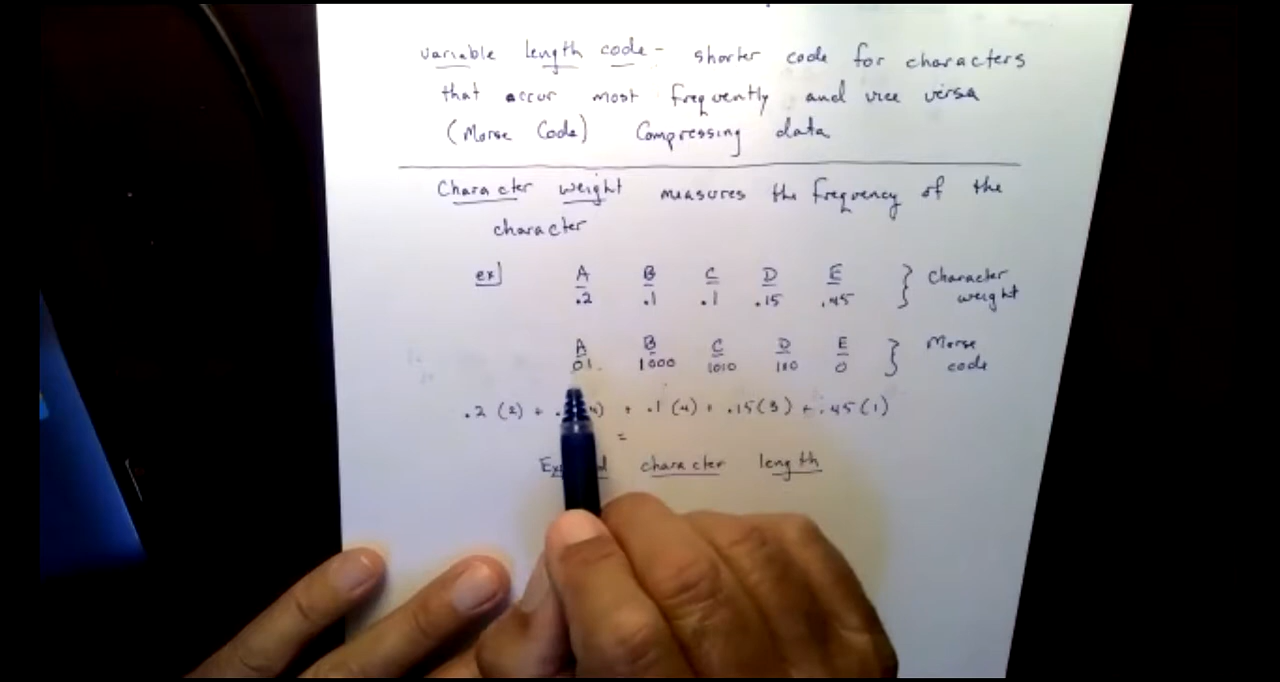 variable length code - shorter code for characters
that occur most frequently and vice versa
(Morse Code) Compressing data
Character weight measures the frequency of the
character
ex] A B C D E } Character
.2 .1 .1 .15 .45 weight
A B C D E } Morse
01 1000 1010 100 0 code
.2 (2) + .1 (4) + .15(3) + .45(1)
=
character length